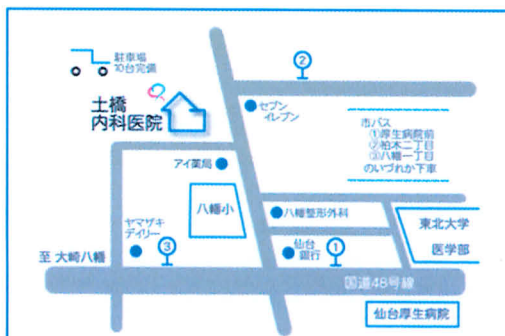 駐車場
10台完備
②
土橋
内科医院
セブン
イレブン
市バス
①厚生病院前
②柏木二丁目
③八幡一丁目
のいづれか下車
アイ薬局
八幡小
八幡整形外科
東北大学
医学部
ヤマザキ
デイリー
③
仙台
銀行
①
至 大崎八幡
国道48号線
仙台厚生病院